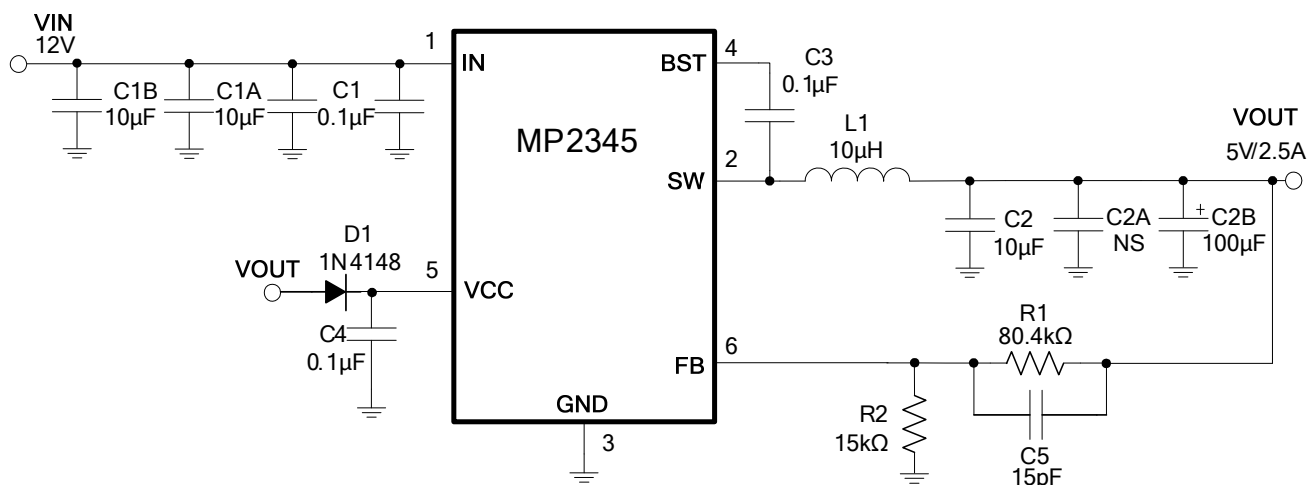 VIN
12V
1
IN
C1B
10µF
C1A
10µF
C1
0.1µF
MP2345
BST
4
C3
0.1µF
SW
2
L1
10µH
VOUT
5V/2.5A
C2
10µF
C2A
NS
+
C2B
100µF
D1
1N4148
VOUT
5
VCC
C4
0.1µF
FB
6
R1
80.4kΩ
R2
15kΩ
C5
15pF
GND
3